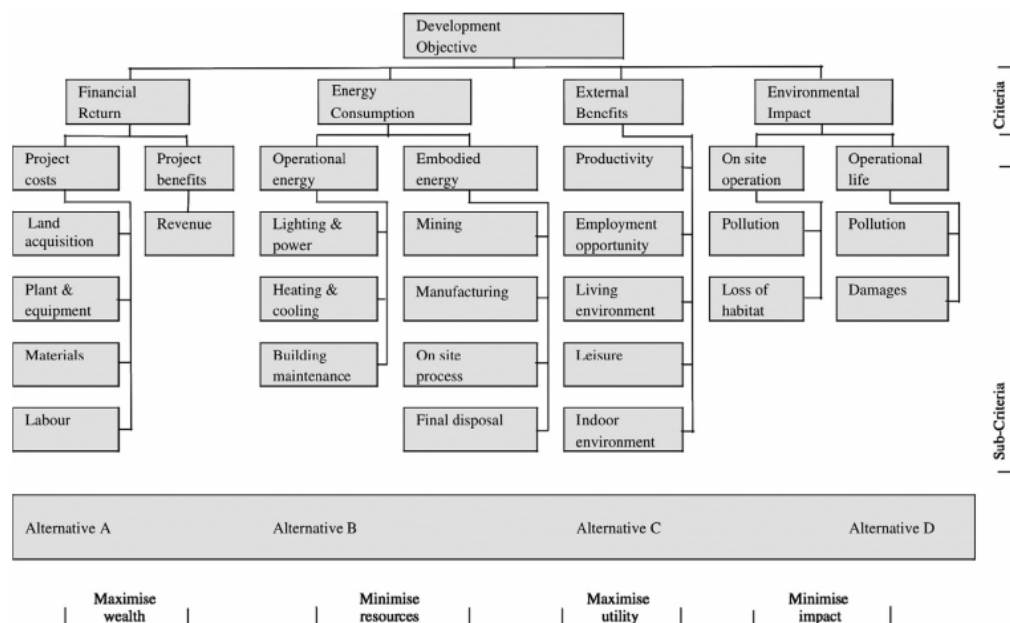 Development
Objective
Financial
Return
Energy
Consumption
External
Benefits
Environmental
Impact
Criteria
Project
costs
Project
benefits
Operational
energy
Embodied
energy
Productivity
On site
operation
Operational
life
Land
acquisition
Revenue
Lighting &
power
Mining
Employment
opportunity
Pollution
Pollution
Plant &
equipment
Heating &
cooling
Manufacturing
Living
environment
Loss of
habitat
Damages
Materials
Building
maintenance
On site
process
Leisure
Labour
Final disposal
Indoor
environment
Sub-Criteria
Alternative A
Alternative B
Alternative C
Alternative D
Maximise
wealth
Minimise
resources
Maximise
utility
Minimise
impact